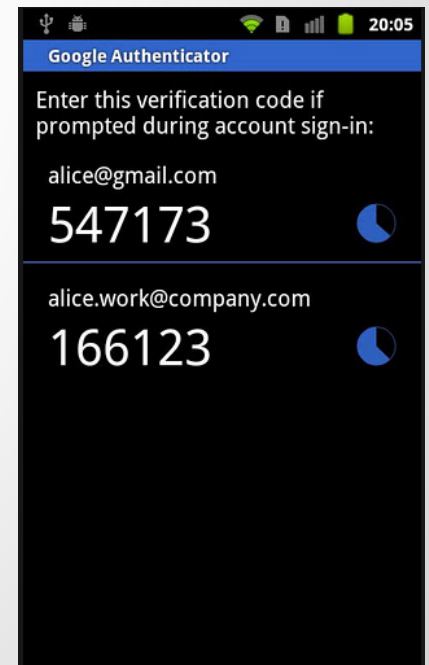 20:05
Google Authenticator
Enter this verification code if
prompted during account sign-in:
alice@gmail.com
547173
alice.work@company.com
166123